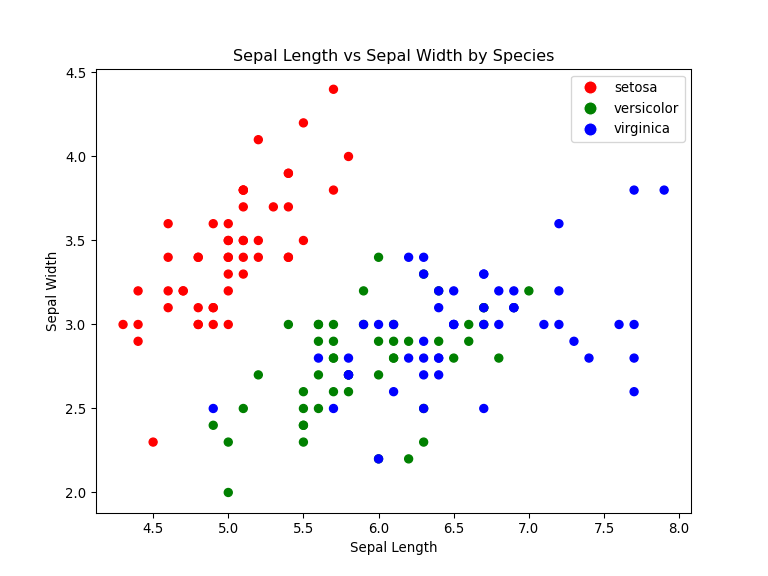 Sepal Length vs Sepal Width by Species
4.5
4.0
3.5
3.0
2.5
2.0
Sepal Width
setosa
versicolor
virginica
4.5 5.0 5.5 6.0 6.5 7.0 7.5 8.0
Sepal Length